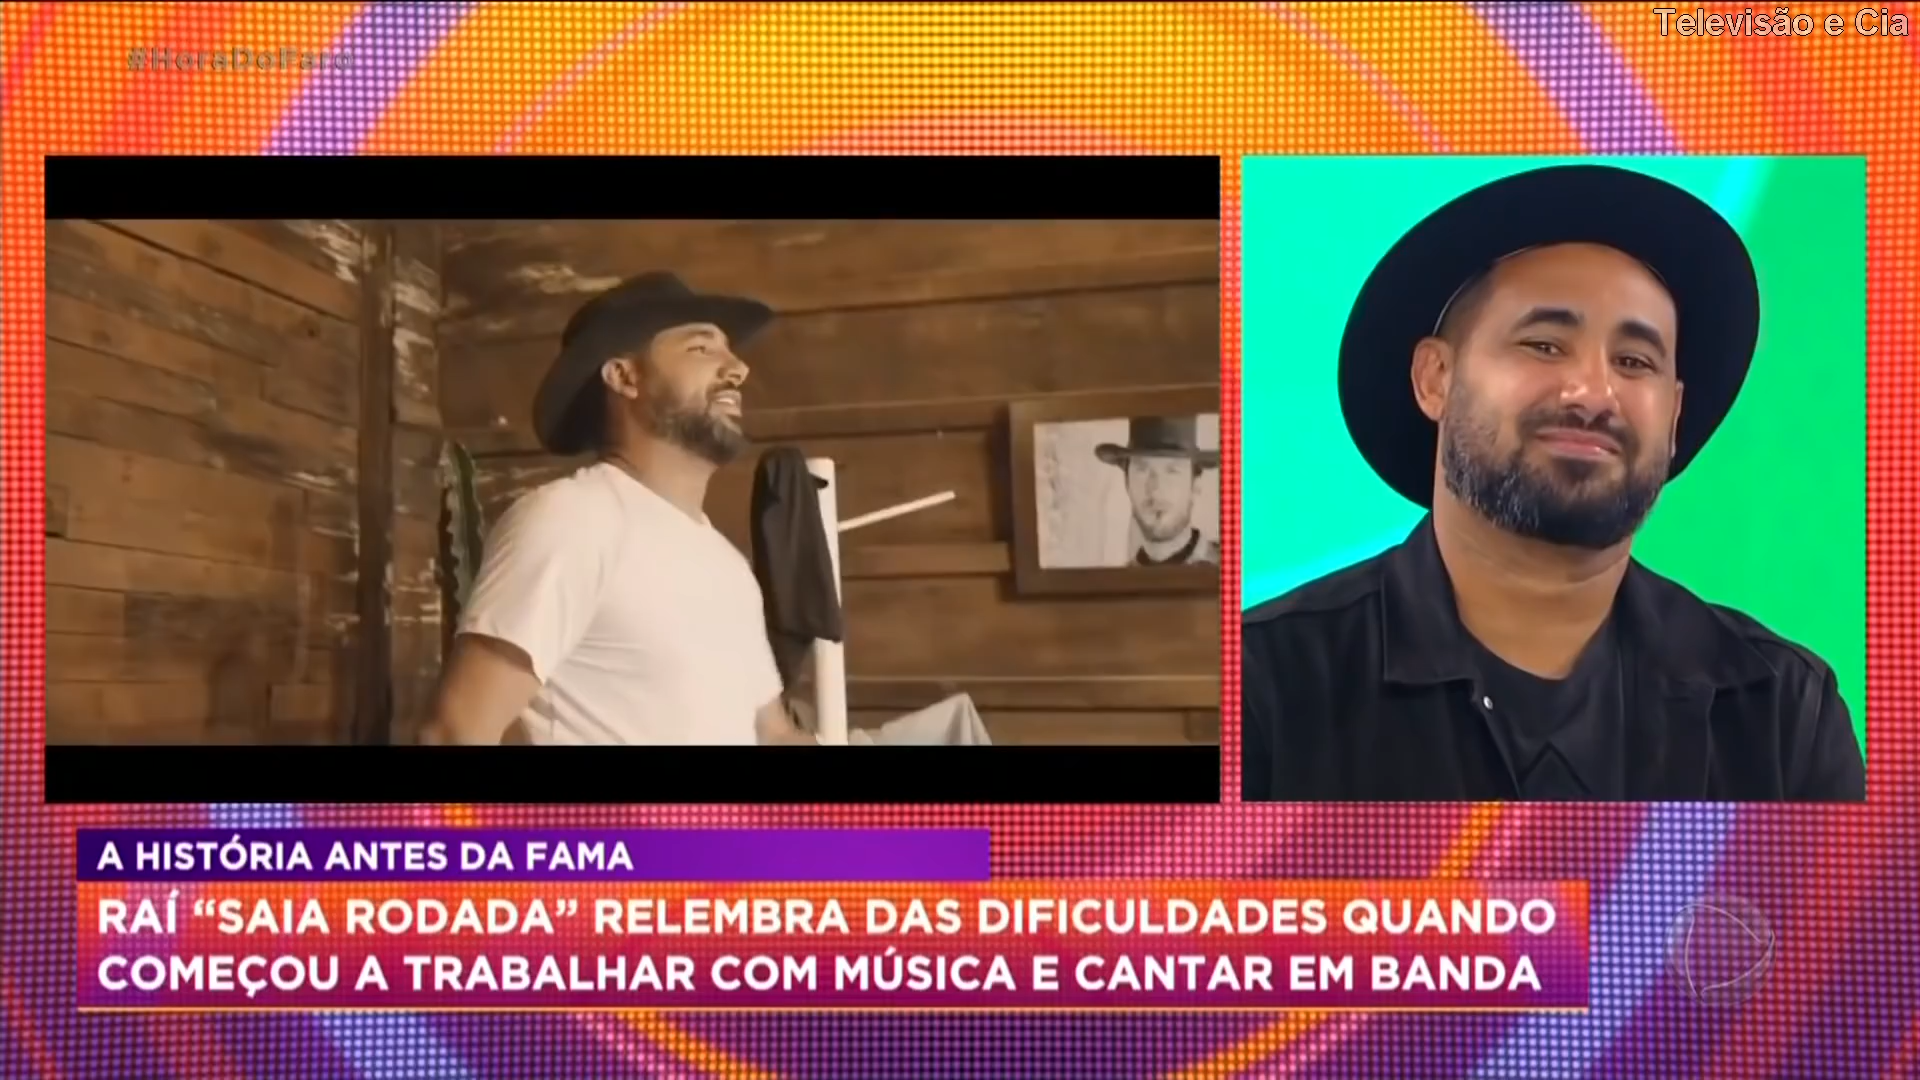 Televisão e Cia
#HoraDoFaro
A HISTÓRIA ANTES DA FAMA
RAÍ “SAIA RODADA” RELEMBRA DAS DIFICULDADES QUANDO
COMEÇOU A TRABALHAR COM MÚSICA E CANTAR EM BANDA